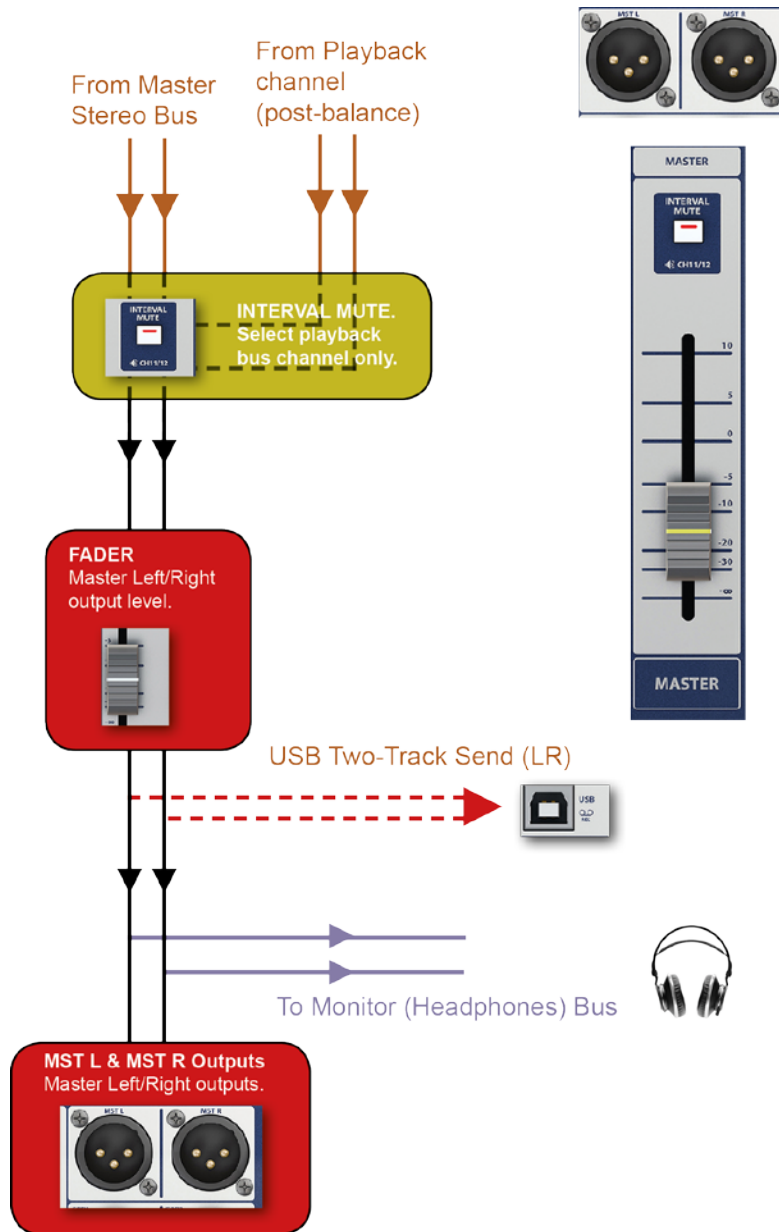 MST L
MST R
From Master
Stereo Bus
From Playback
channel
(post-balance)
MASTER
INTERVAL
MUTE
CH11/12
10
5
0
-5
-10
-20
-30
-∞
MASTER
INTERVAL
MUTE
CH11/12
INTERVAL MUTE.
Select playback
bus channel only.
FADER
Master Left/Right
output level.
USB Two-Track Send (LR)
USB
REC
To Monitor (Headphones) Bus
MST L & MST R Outputs
Master Left/Right outputs.
MST L
MST R